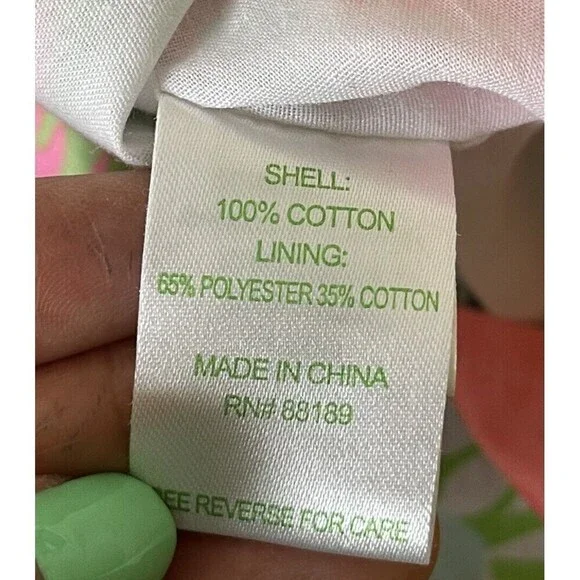 SHELL:
100% COTTON
LINING:
65% POLYESTER 35% COTTON
MADE IN CHINA
RN# 88189
REVERSE FOR CARE